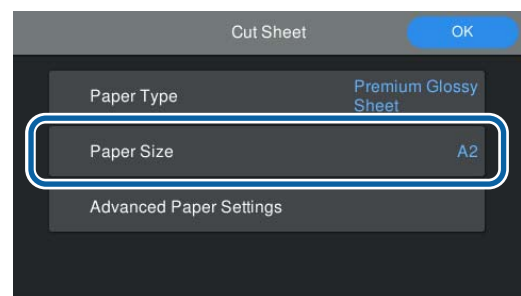 Cut Sheet
OK
Paper Type
Premium Glossy
Sheet
Paper Size
A2
Advanced Paper Settings